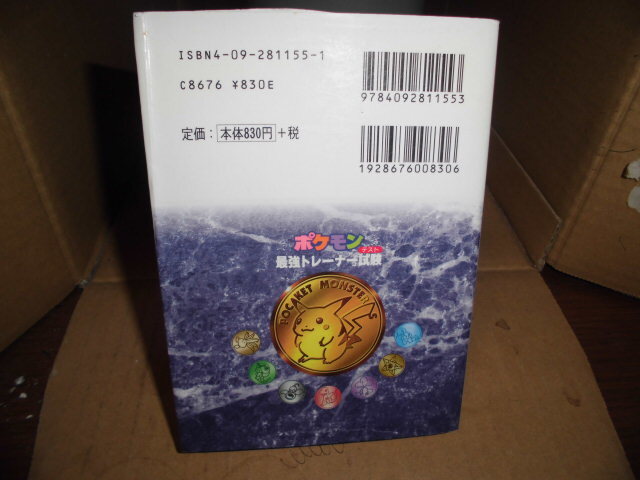 ISBN4-09-281155-1
C8676 ¥830E
定価：本体830円+税
9784092811553
1928676008306
ポケモン
最強トレーナー試験
テスト
POCAKET MONSTERS